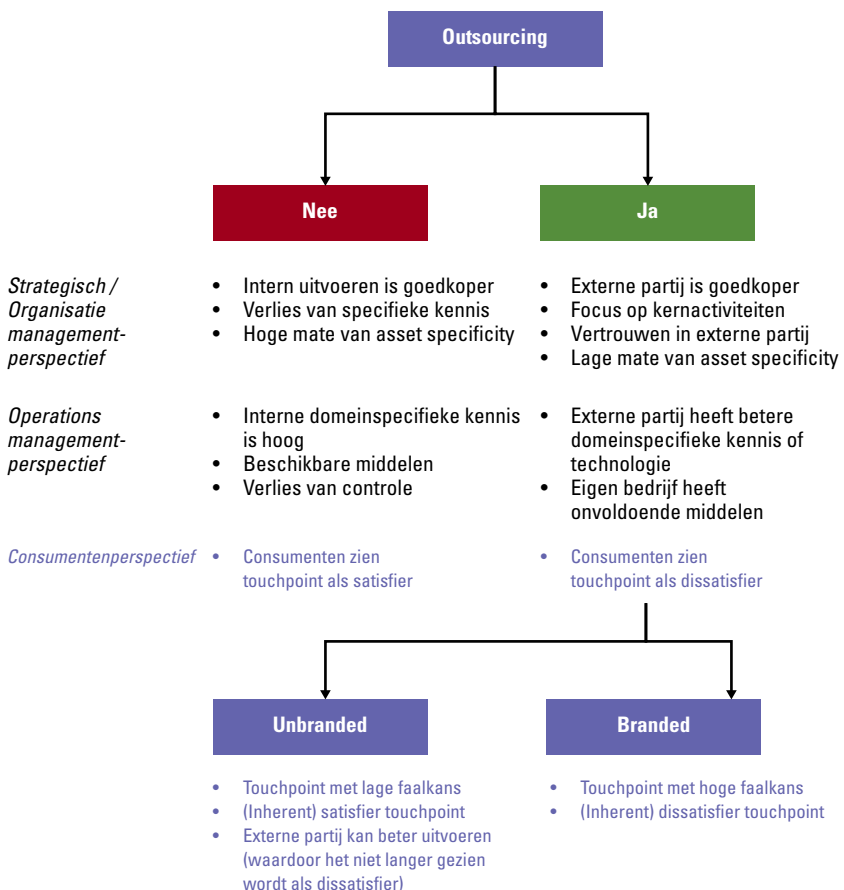 Outsourcing
Nee
Ja
Strategisch /
Organisatie
management-
perspectief
• Intern uitvoeren is goedkoper
• Verlies van specifieke kennis
• Hoge mate van asset specificity
• Externe partij is goedkoper
• Focus op kernactiviteiten
• Vertrouwen in externe partij
• Lage mate van asset specificity
Operations
management-
perspectief
• Interne domeinspecifieke kennis
is hoog
• Beschikbare middelen
• Verlies van controle
• Externe partij heeft betere
domeinspecifieke kennis of
technologie
• Eigen bedrijf heeft
onvoldoende middelen
Consumentenperspectief
• Consumenten zien
touchpoint als satisfier
• Consumenten zien
touchpoint als dissatisfier
Unbranded
Branded
• Touchpoint met lage faalkans
• (Inherent) satisfier touchpoint
• Externe partij kan beter uitvoeren
(waardoor het niet langer gezien
wordt als dissatisfier)
• Touchpoint met hoge faalkans
• (Inherent) dissatisfier touchpoint